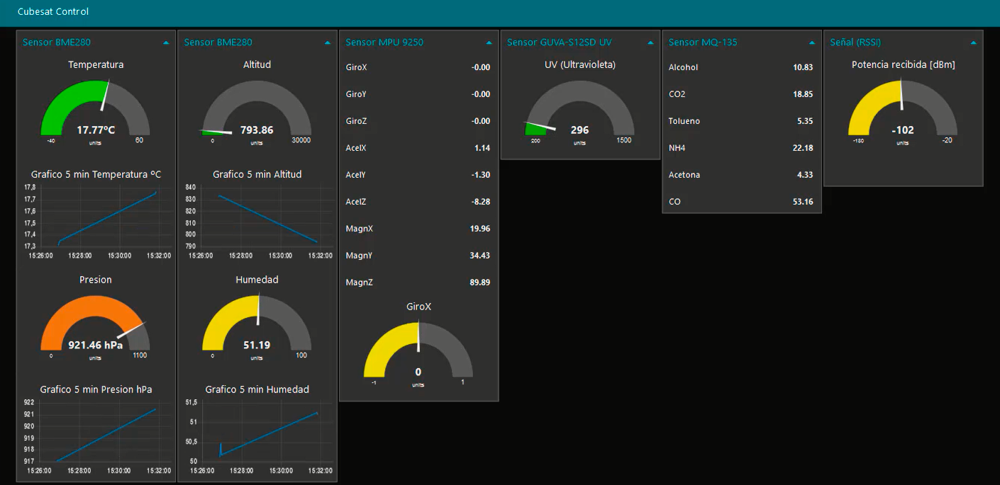 Cubesat Control
Sensor BME280
Temperatura
17.77ºC
-40
units
60
Grafico 5 min Temperatura ºC
17,8
17,7
17,6
17,5
17,4
17,3
15:26:00 15:28:00 15:30:00 15:32:00
Presion
921.46 hPa
0
units
1100
Grafico 5 min Presion hPa
922
921
920
919
918
917
15:26:00 15:28:00 15:30:00 15:32:00
Sensor BME280
Altitud
793.86
0
units
30000
Grafico 5 min Altitud
840
830
820
810
800
790
15:26:00 15:28:00 15:30:00 15:32:00
Humedad
51.19
0
units
100
Grafico 5 min Humedad
51,5
51
50,5
50
15:26:00 15:28:00 15:30:00 15:32:00
Sensor MPU 9250
GiroX -0.00
GiroY -0.00
GiroZ -0.00
AcelX 1.14
AcelY -1.30
AcelZ -8.28
MagnX 19.96
MagnY 34.43
MagnZ 89.89
GiroX
0
-1
units
1
Sensor GUVA-S12SD UV
UV (Ultravioleta)
296
200
units
1500
Sensor MQ-135
Alcohol 10.83
CO2 18.85
Tolueno 5.35
NH4 22.18
Acetona 4.33
CO 53.16
Señal (RSSI)
Potencia recibida [dBm]
-102
-180
units
-20